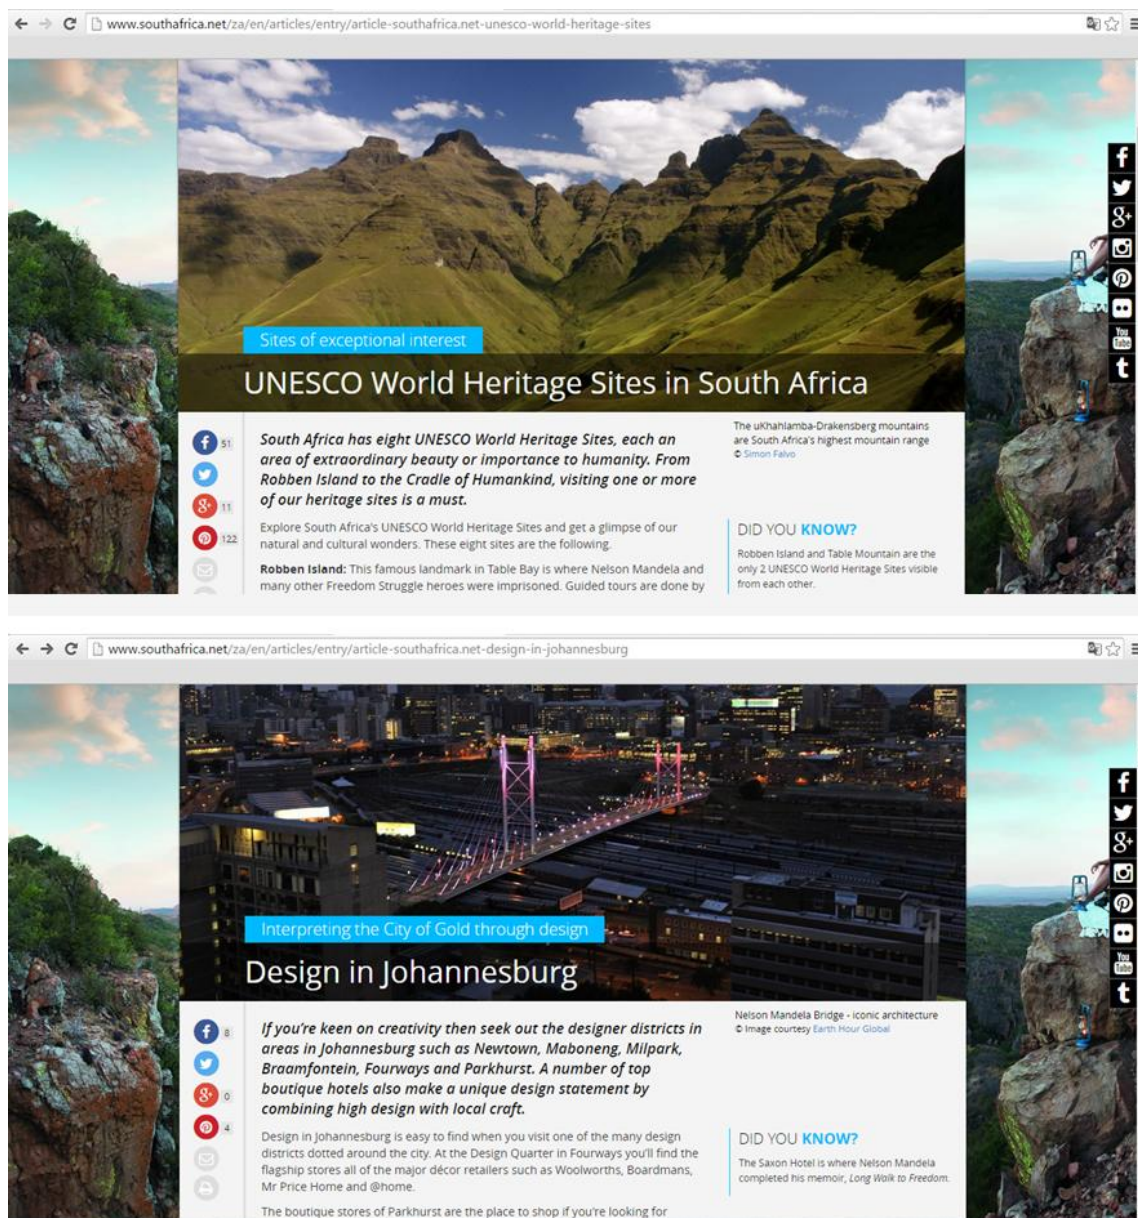 www.southafrica.net/za/en/articles/entry/article-southafrica.net-unesco-world-heritage-sites
Sites of exceptional interest
UNESCO World Heritage Sites in South Africa
51
11
122
South Africa has eight UNESCO World Heritage Sites, each an
area of extraordinary beauty or importance to humanity. From
Robben Island to the Cradle of Humankind, visiting one or more
of our heritage sites is a must.
Explore South Africa's UNESCO World Heritage Sites and get a glimpse of our
natural and cultural wonders. These eight sites are the following.
Robben Island: This famous landmark in Table Bay is where Nelson Mandela and
many other Freedom Struggle heroes were imprisoned. Guided tours are done by
The uKhahlamba-Drakensberg mountains
are South Africa's highest mountain range
© Simon Falvo
DID YOU KNOW?
Robben Island and Table Mountain are the
only 2 UNESCO World Heritage Sites visible
from each other.
You
Tube
www.southafrica.net/za/en/articles/entry/article-southafrica.net-design-in-johannesburg
Interpreting the City of Gold through design
Design in Johannesburg
8
0
4
If you're keen on creativity then seek out the designer districts in
areas in Johannesburg such as Newtown, Maboneng, Milpark,
Braamfontein, Fourways and Parkhurst. A number of top
boutique hotels also make a unique design statement by
combining high design with local craft.
Design in Johannesburg is easy to find when you visit one of the many design
districts dotted around the city. At the Design Quarter in Fourways you'll find the
flagship stores all of the major décor retailers such as Woolworths, Boardmans,
Mr Price Home and @home.
The boutique stores of Parkhurst are the place to shop if you're looking for
Nelson Mandela Bridge - iconic architecture
© Image courtesy Earth Hour Global
DID YOU KNOW?
The Saxon Hotel is where Nelson Mandela
completed his memoir, Long Walk to Freedom.
You
Tube